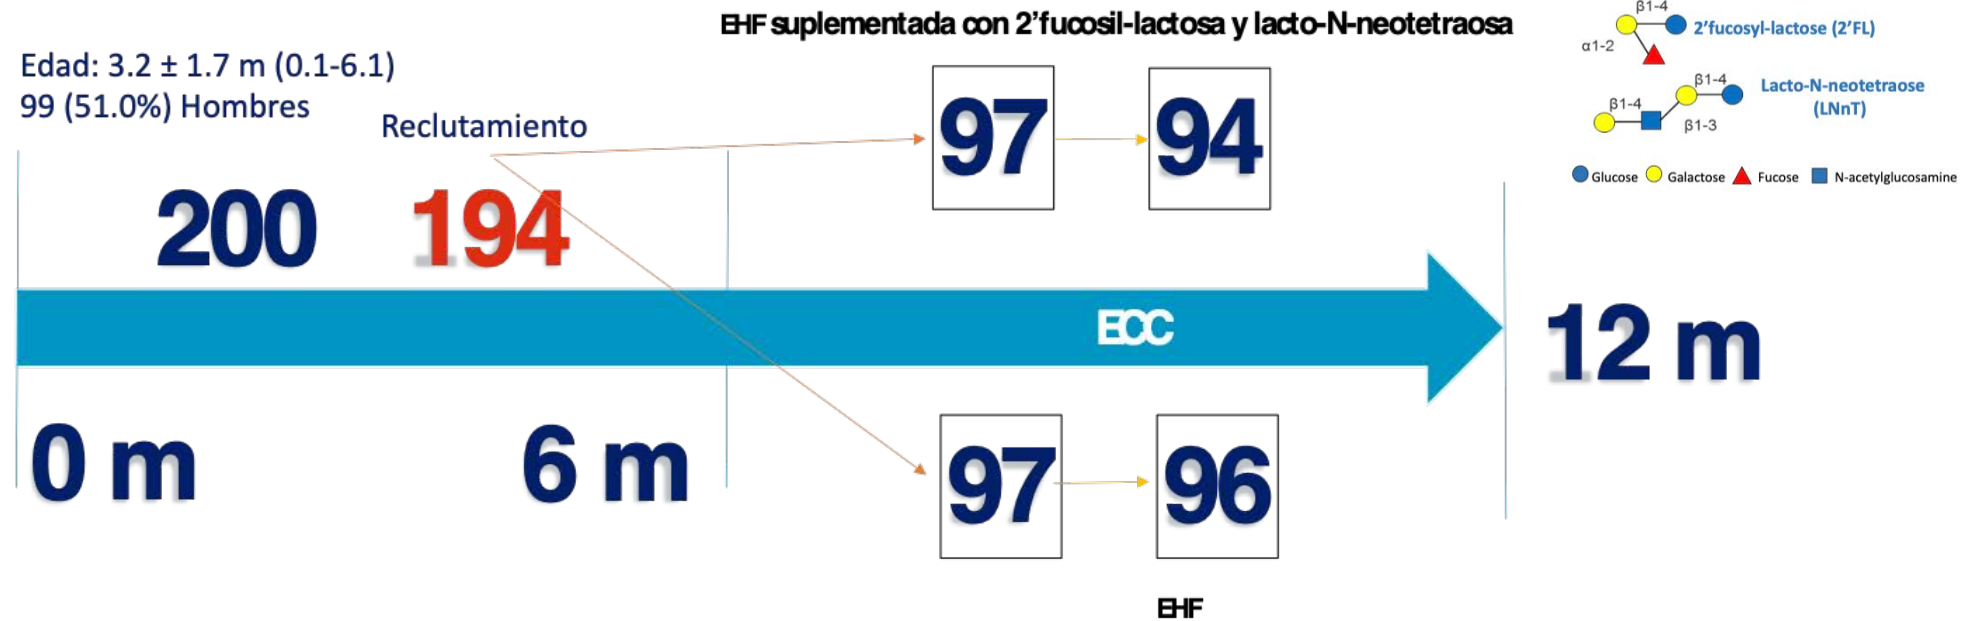 EHF suplementada con 2’fucosil-lactosa y lacto-N-neotetraosa
Edad: 3.2 ± 1.7 m (0.1-6.1)
99 (51.0%) Hombres
Reclutamiento
200
194
97
94
ECC
0 m
6 m
12 m
97
96
EHF
β1-4
2’fucosyl-lactose (2’FL)
α1-2
β1-4
Lacto-N-neotetraose
(LNnT)
β1-4
β1-3
Glucose
Galactose
Fucose
N-acetylglucosamine